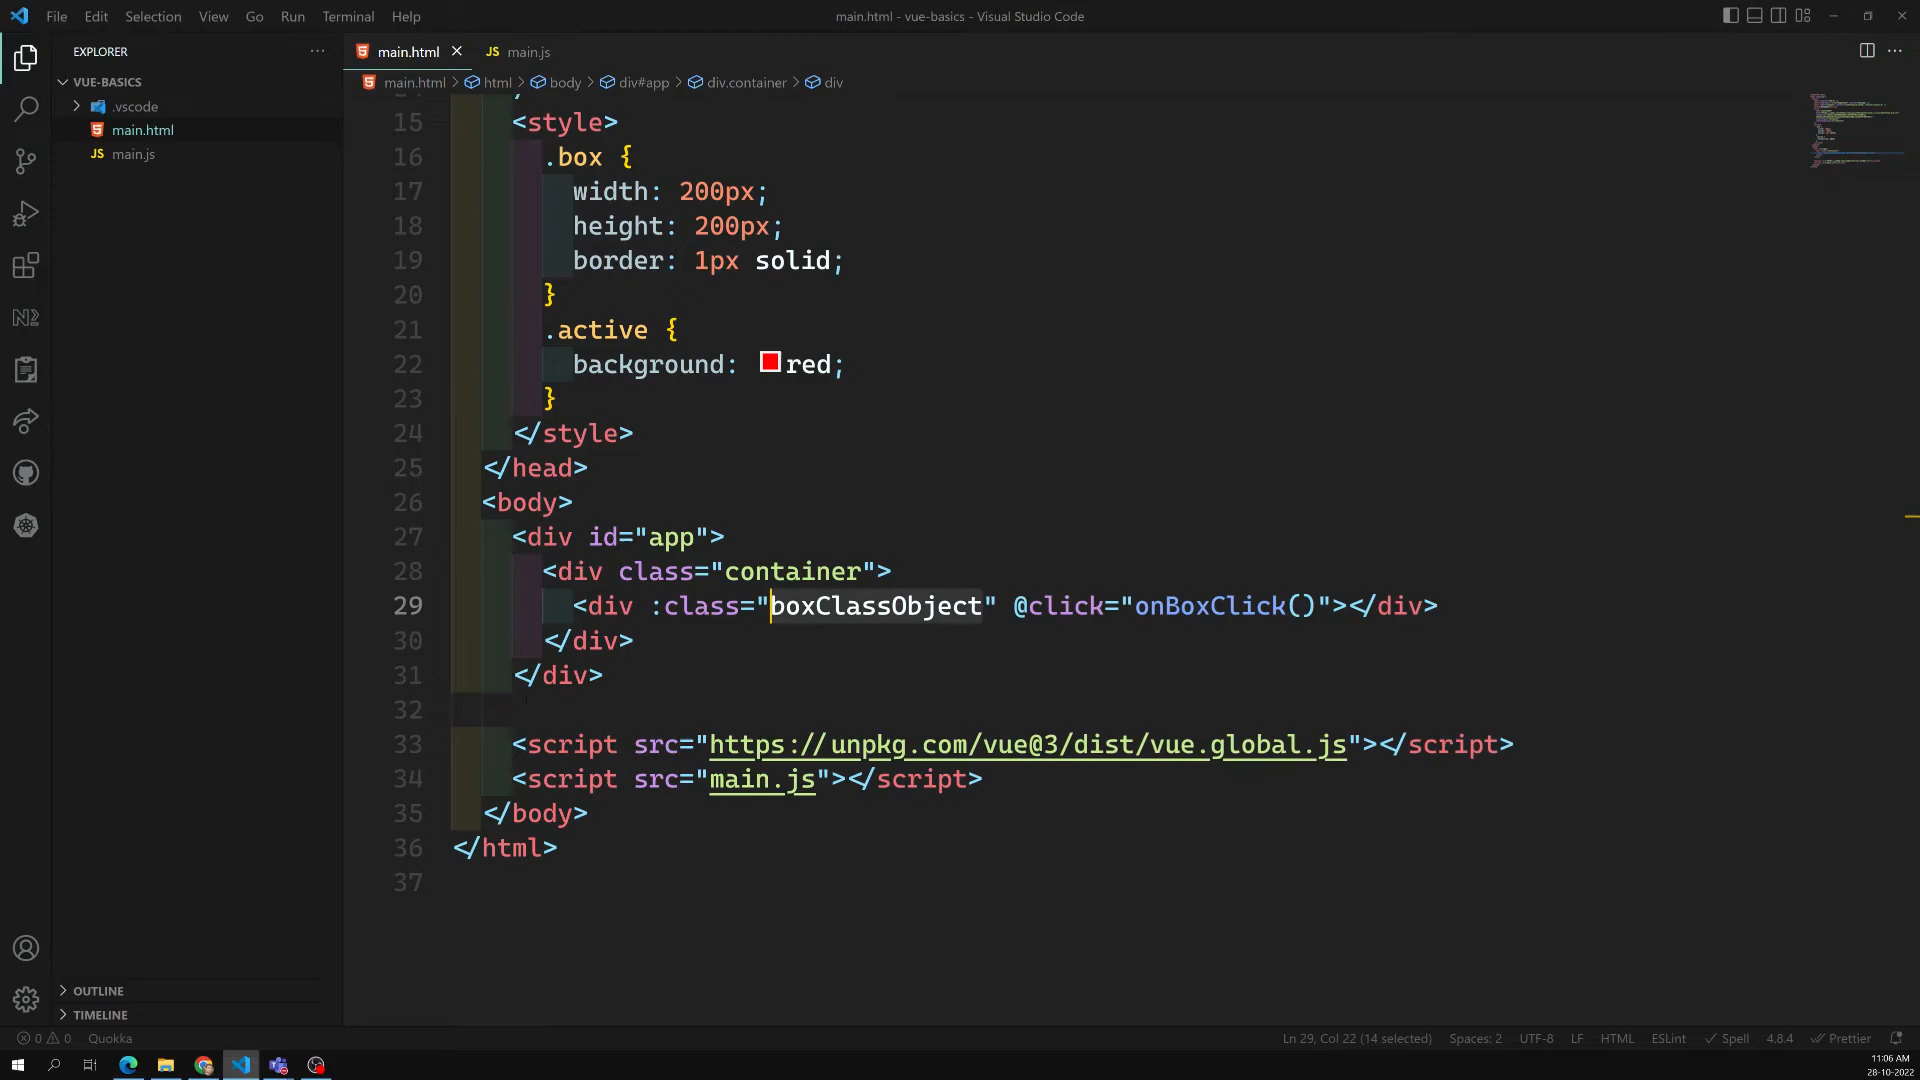 File Edit Selection View Go Run Terminal Help
main.html - vue-basics - Visual Studio Code
EXPLORER
VUE-BASICS
.vscode
main.html
JS main.js
main.html
JS main.js
main.html > html > body > div#app > div.container > div
15 <style>
16 .box {
17 width: 200px;
18 height: 200px;
19 border: 1px solid;
20 }
21 .active {
22 background: red;
23 }
24 </style>
25 </head>
26 <body>
27 <div id="app">
28 <div class="container">
29 <div :class="boxClassObject" @click="onBoxClick()"></div>
30 </div>
31 </div>
32
33 <script src="https://unpkg.com/vue@3/dist/vue.global.js"></script>
34 <script src="main.js"></script>
35 </body>
36 </html>
37
OUTLINE
TIMELINE
0 0 Quokka
Ln 29, Col 22 (14 selected) Spaces: 2 UTF-8 LF HTML ESLint Spell 4.8.4 Prettier
11:06 AM
28-10-2022